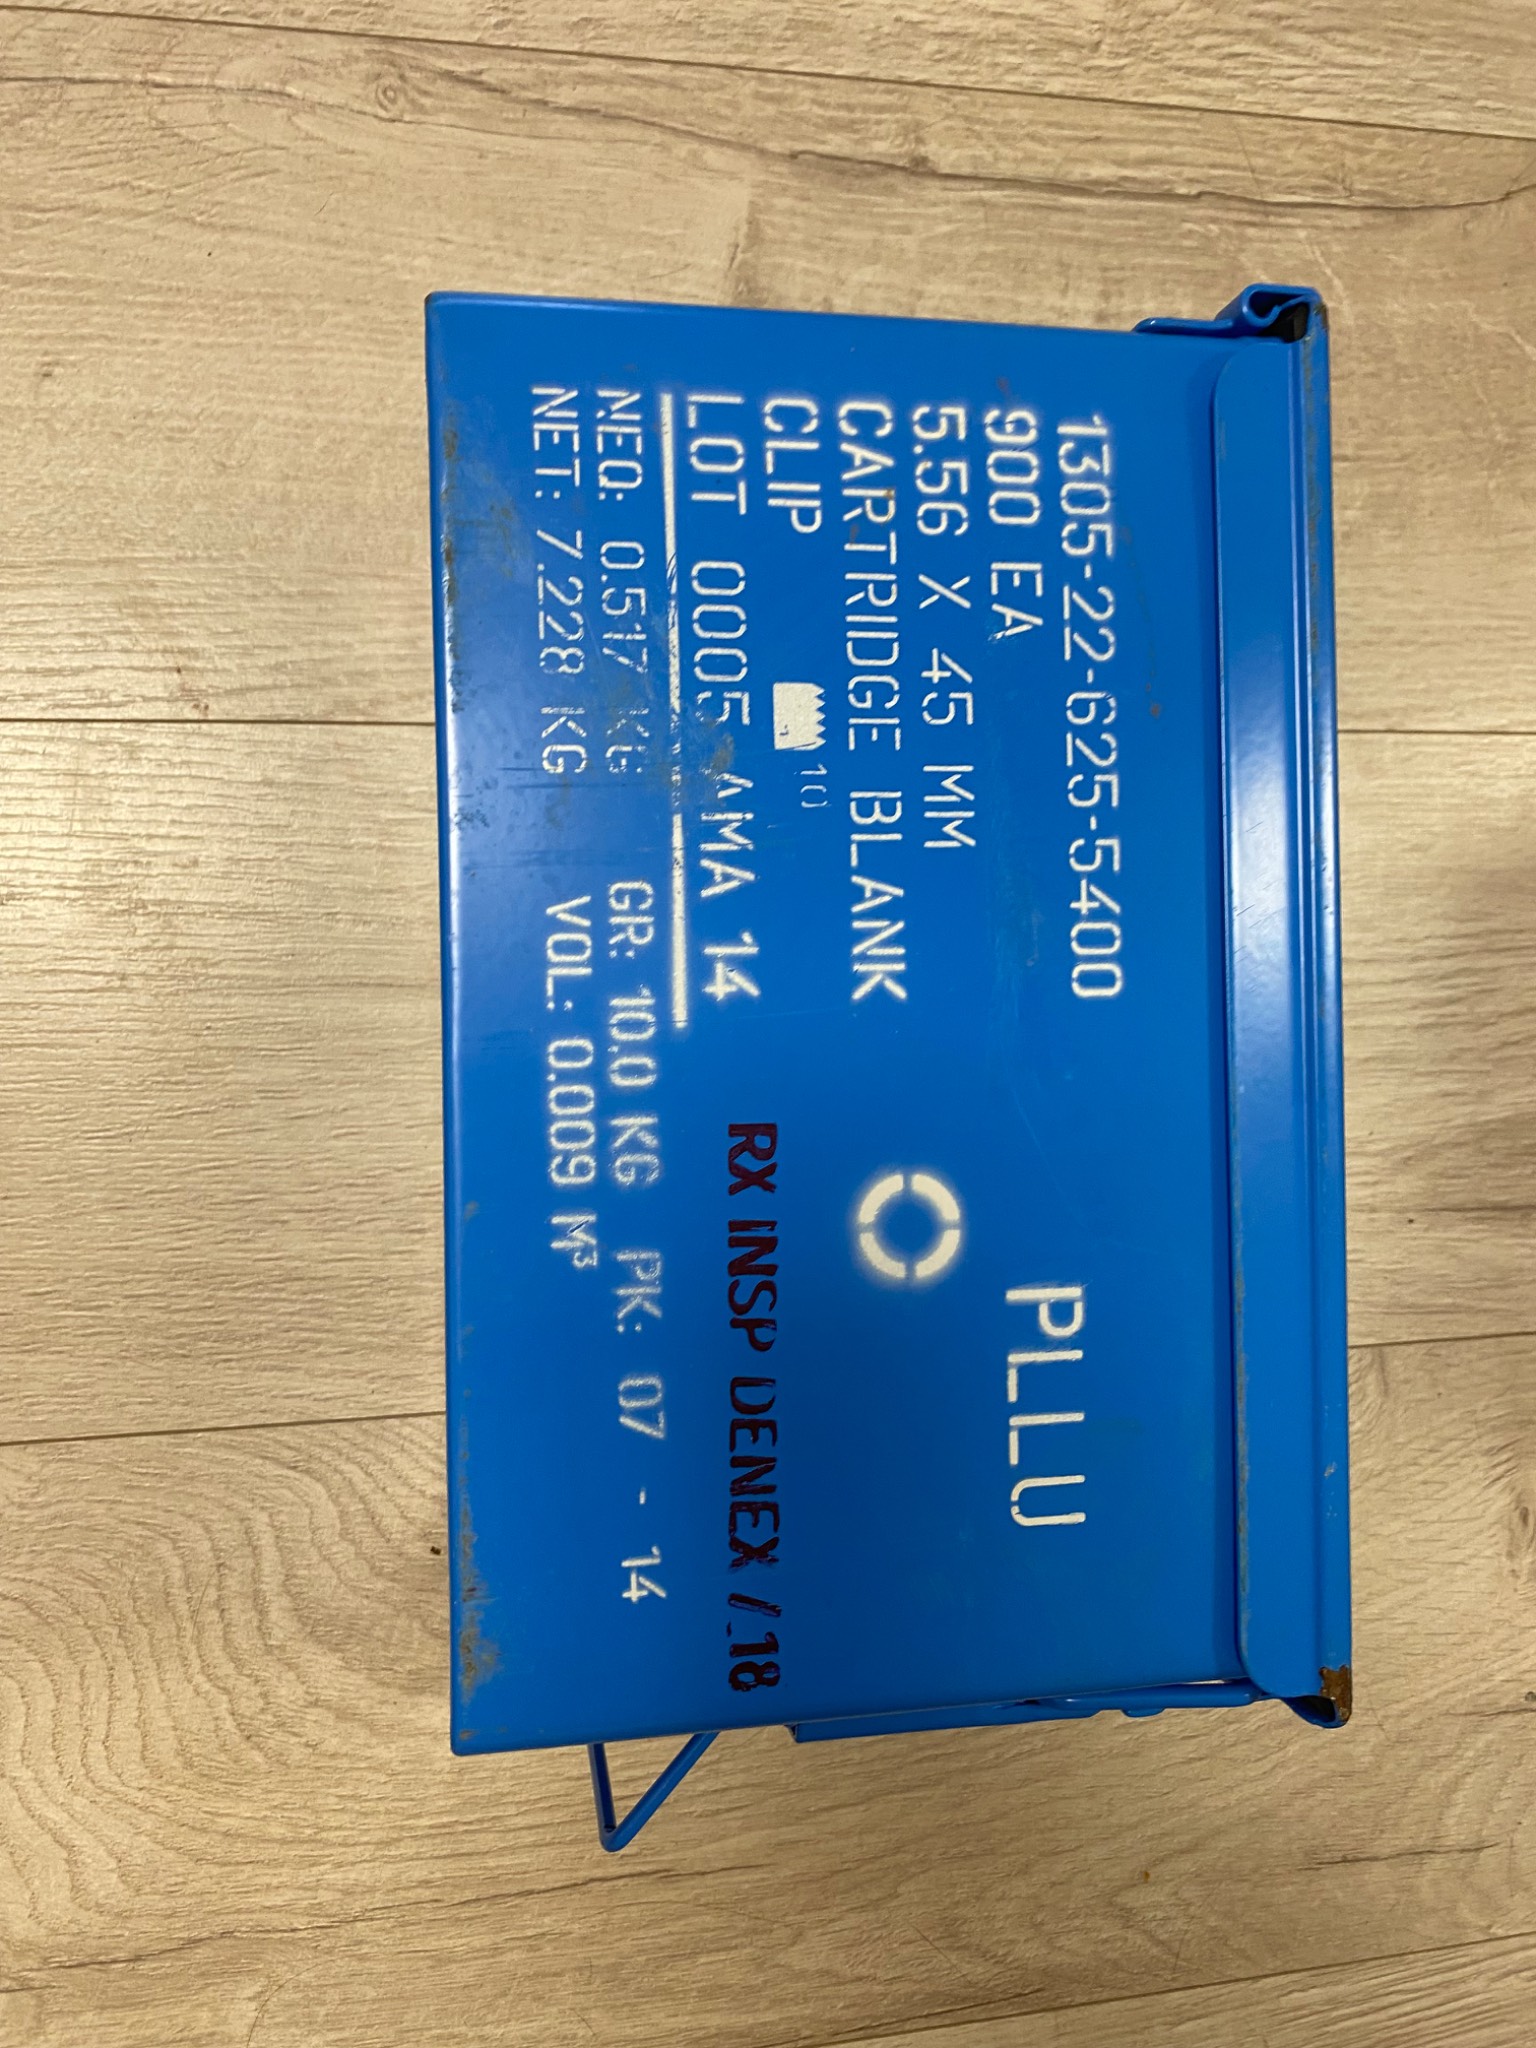 1305-22-625-5400
900 EA
5.56 X 45 MM
CARTRIDGE BLANK
CLIP
10
LOT 0005 AMA 14
NEQ: 0.517 KG GR: 10.0 KG PK: 07 - 14
NET: 7.228 KG VOL: 0.009 M³
PLLU
RX INSP DENEX / 18